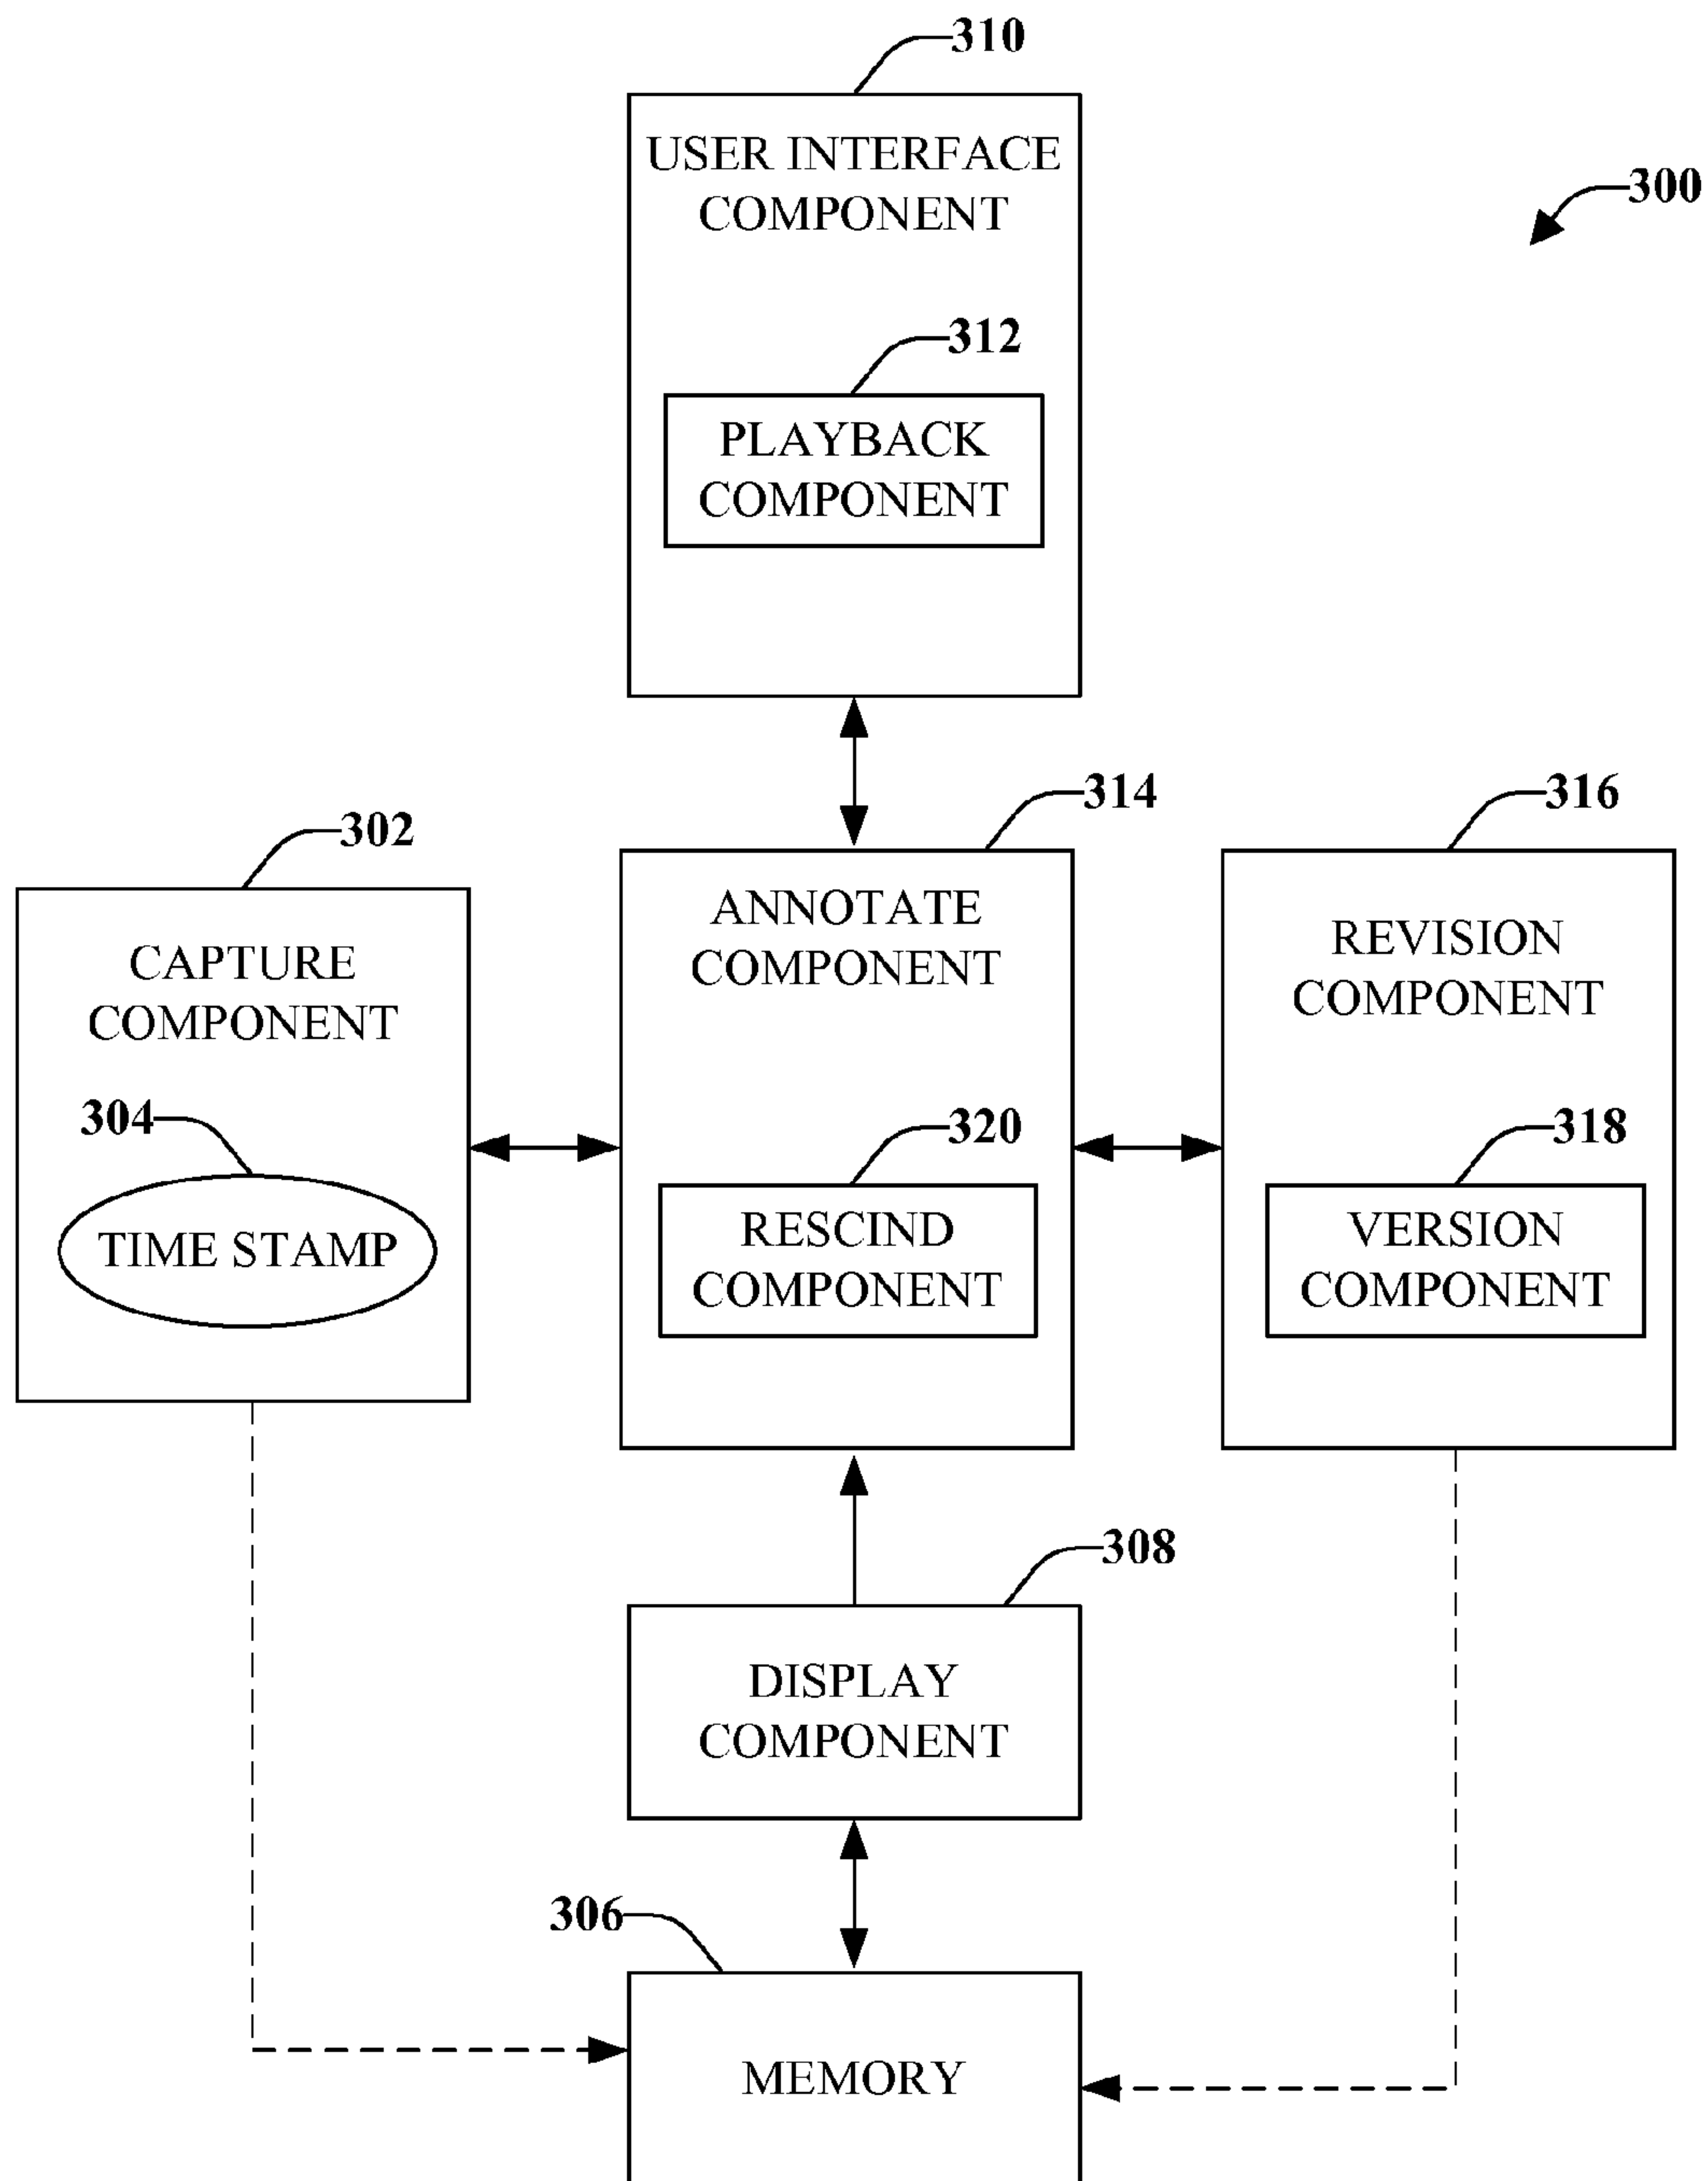 310
USER INTERFACE
COMPONENT
300
312
PLAYBACK
COMPONENT
302
CAPTURE
COMPONENT
304
TIME STAMP
314
ANNOTATE
COMPONENT
320
RESCIND
COMPONENT
316
REVISION
COMPONENT
318
VERSION
COMPONENT
308
DISPLAY
COMPONENT
306
MEMORY